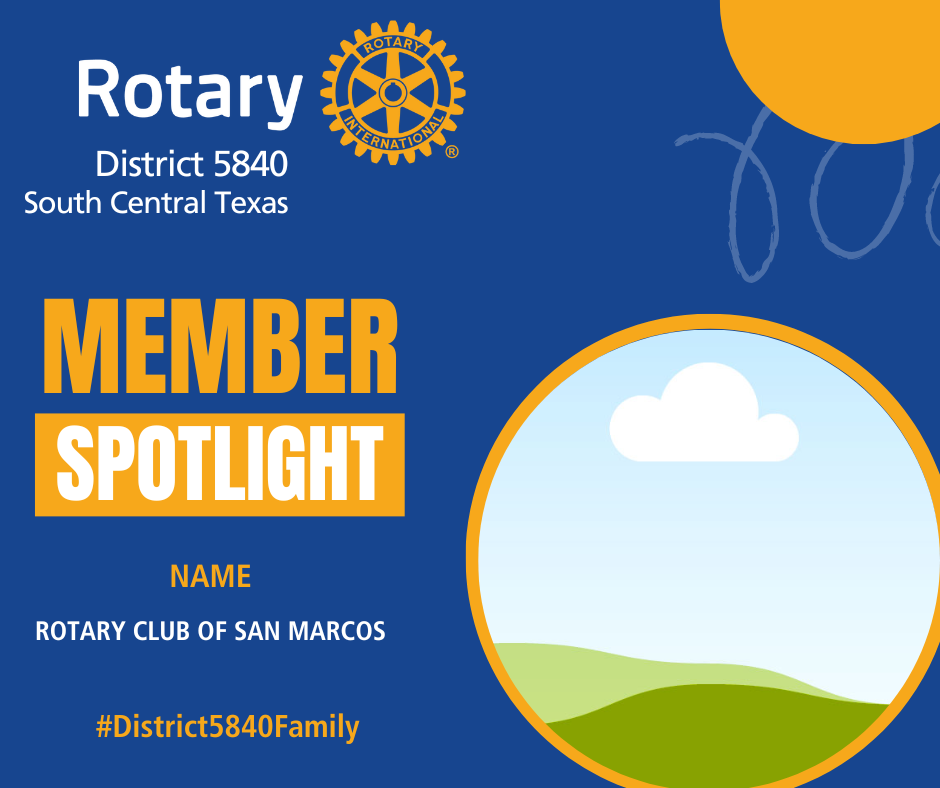 Rotary
ROTARY
INTERNATIONAL
®
District 5840
South Central Texas
MEMBER
SPOTLIGHT
NAME
ROTARY CLUB OF SAN MARCOS
#District5840Family